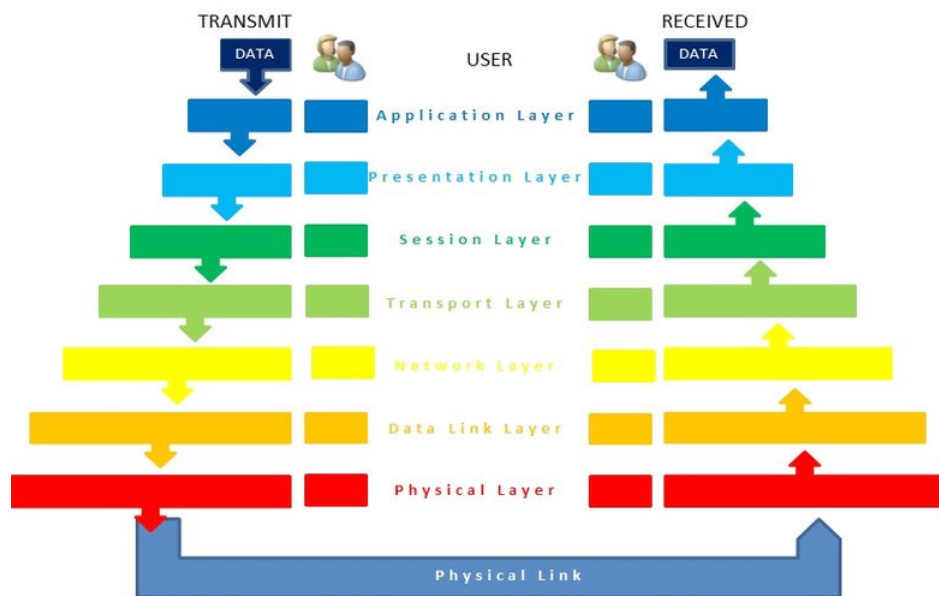 TRANSMIT
RECEIVED
DATA
USER
DATA
Application Layer
Presentation Layer
Session Layer
Transport Layer
Network Layer
Data Link Layer
Physical Layer
Physical Link